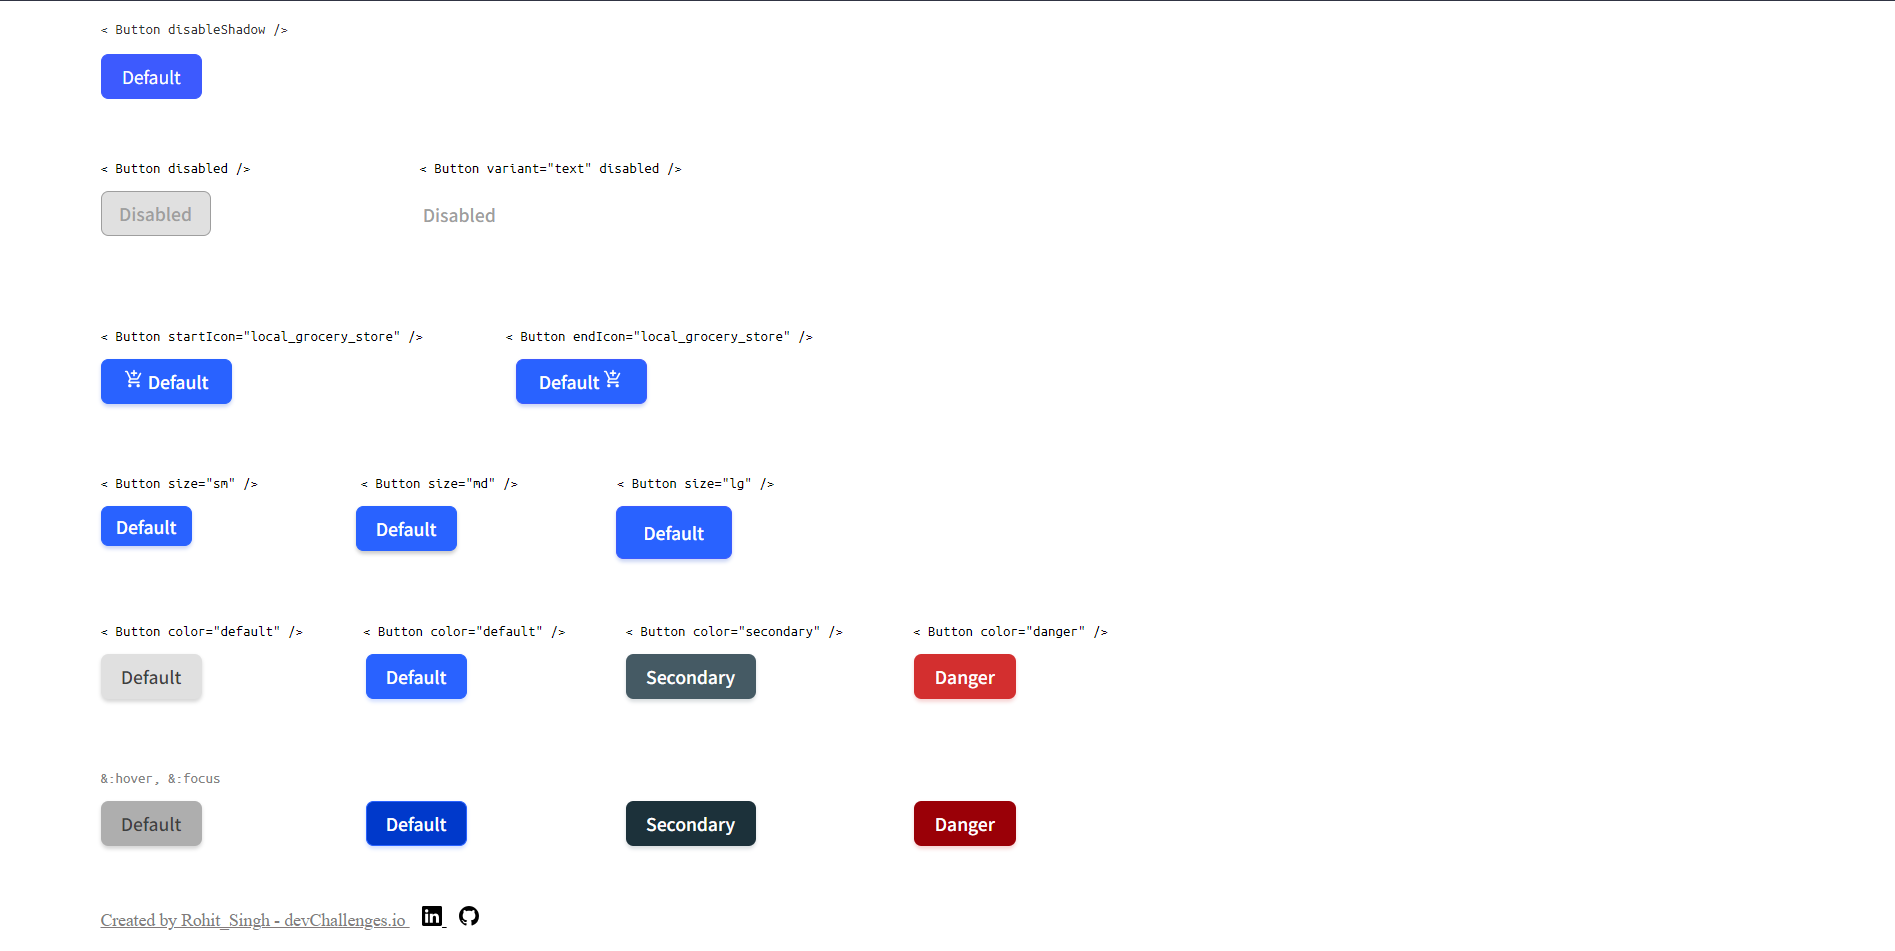 < Button disableShadow />
Default
< Button disabled /> < Button variant="text" disabled />
Disabled Disabled
< Button startIcon="local_grocery_store" /> < Button endIcon="local_grocery_store" />
Default Default
< Button size="sm" /> < Button size="md" /> < Button size="lg" />
Default Default Default
< Button color="default" /> < Button color="default" /> < Button color="secondary" /> < Button color="danger" />
Default Default Secondary Danger
&:hover, &:focus
Default Default Secondary Danger
Created by Rohit_Singh - devChallenges.io in